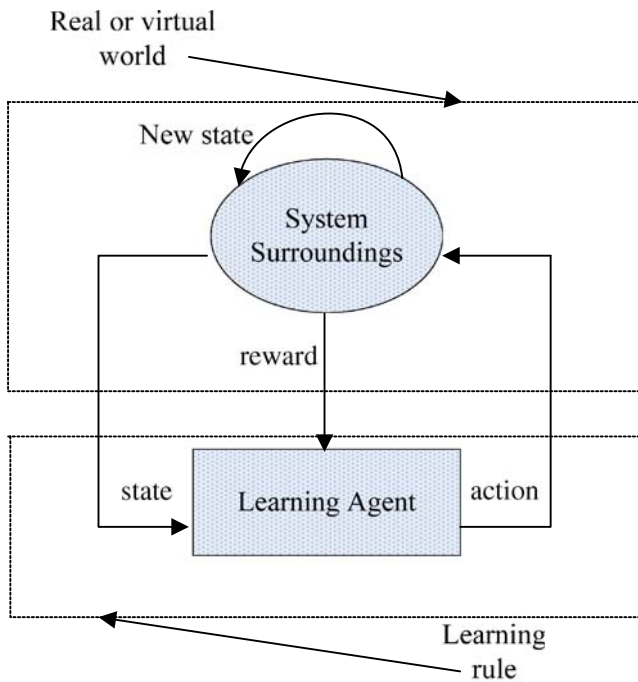 Real or virtual
world
New state
System
Surroundings
reward
state
Learning Agent
action
Learning
rule